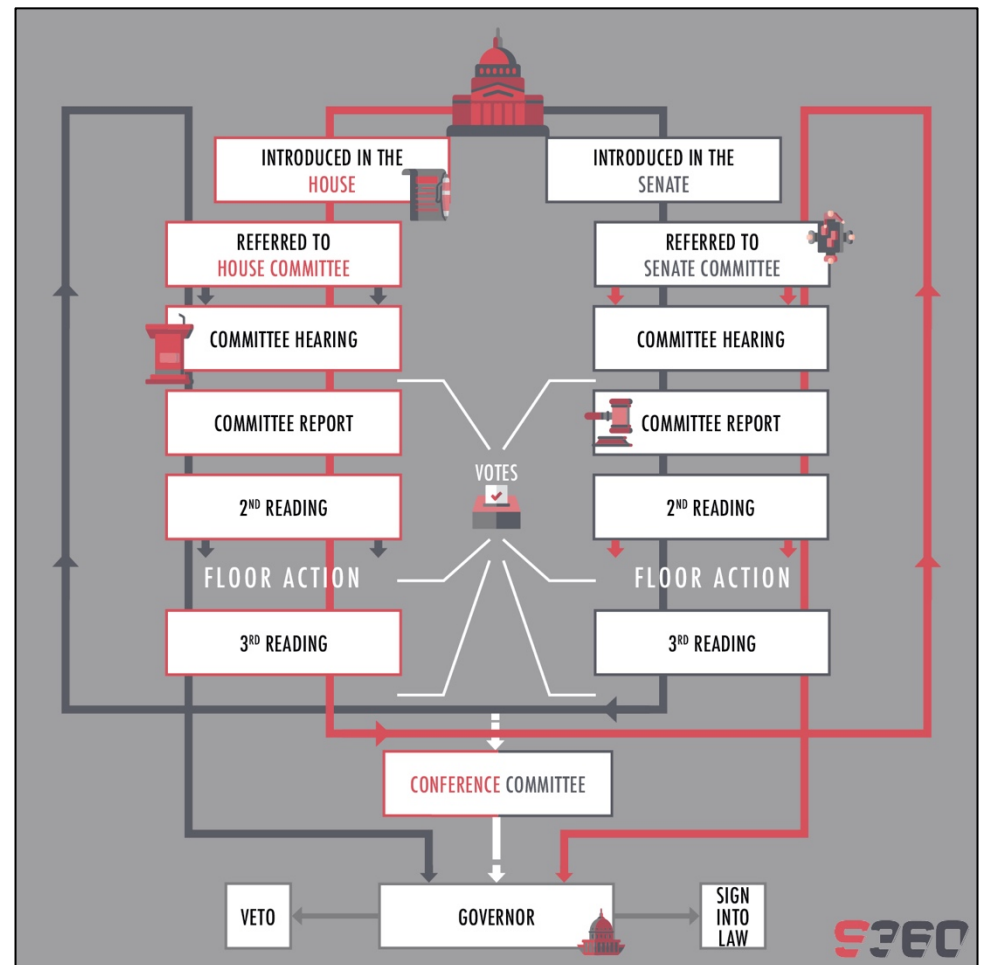 INTRODUCED IN THE
HOUSE
INTRODUCED IN THE
SENATE
REFERRED TO
HOUSE COMMITTEE
REFERRED TO
SENATE COMMITTEE
COMMITTEE HEARING
COMMITTEE HEARING
COMMITTEE REPORT
COMMITTEE REPORT
VOTES
2ND READING
2ND READING
FLOOR ACTION
FLOOR ACTION
3RD READING
3RD READING
CONFERENCE COMMITTEE
VETO
GOVERNOR
SIGN
INTO
LAW
S360